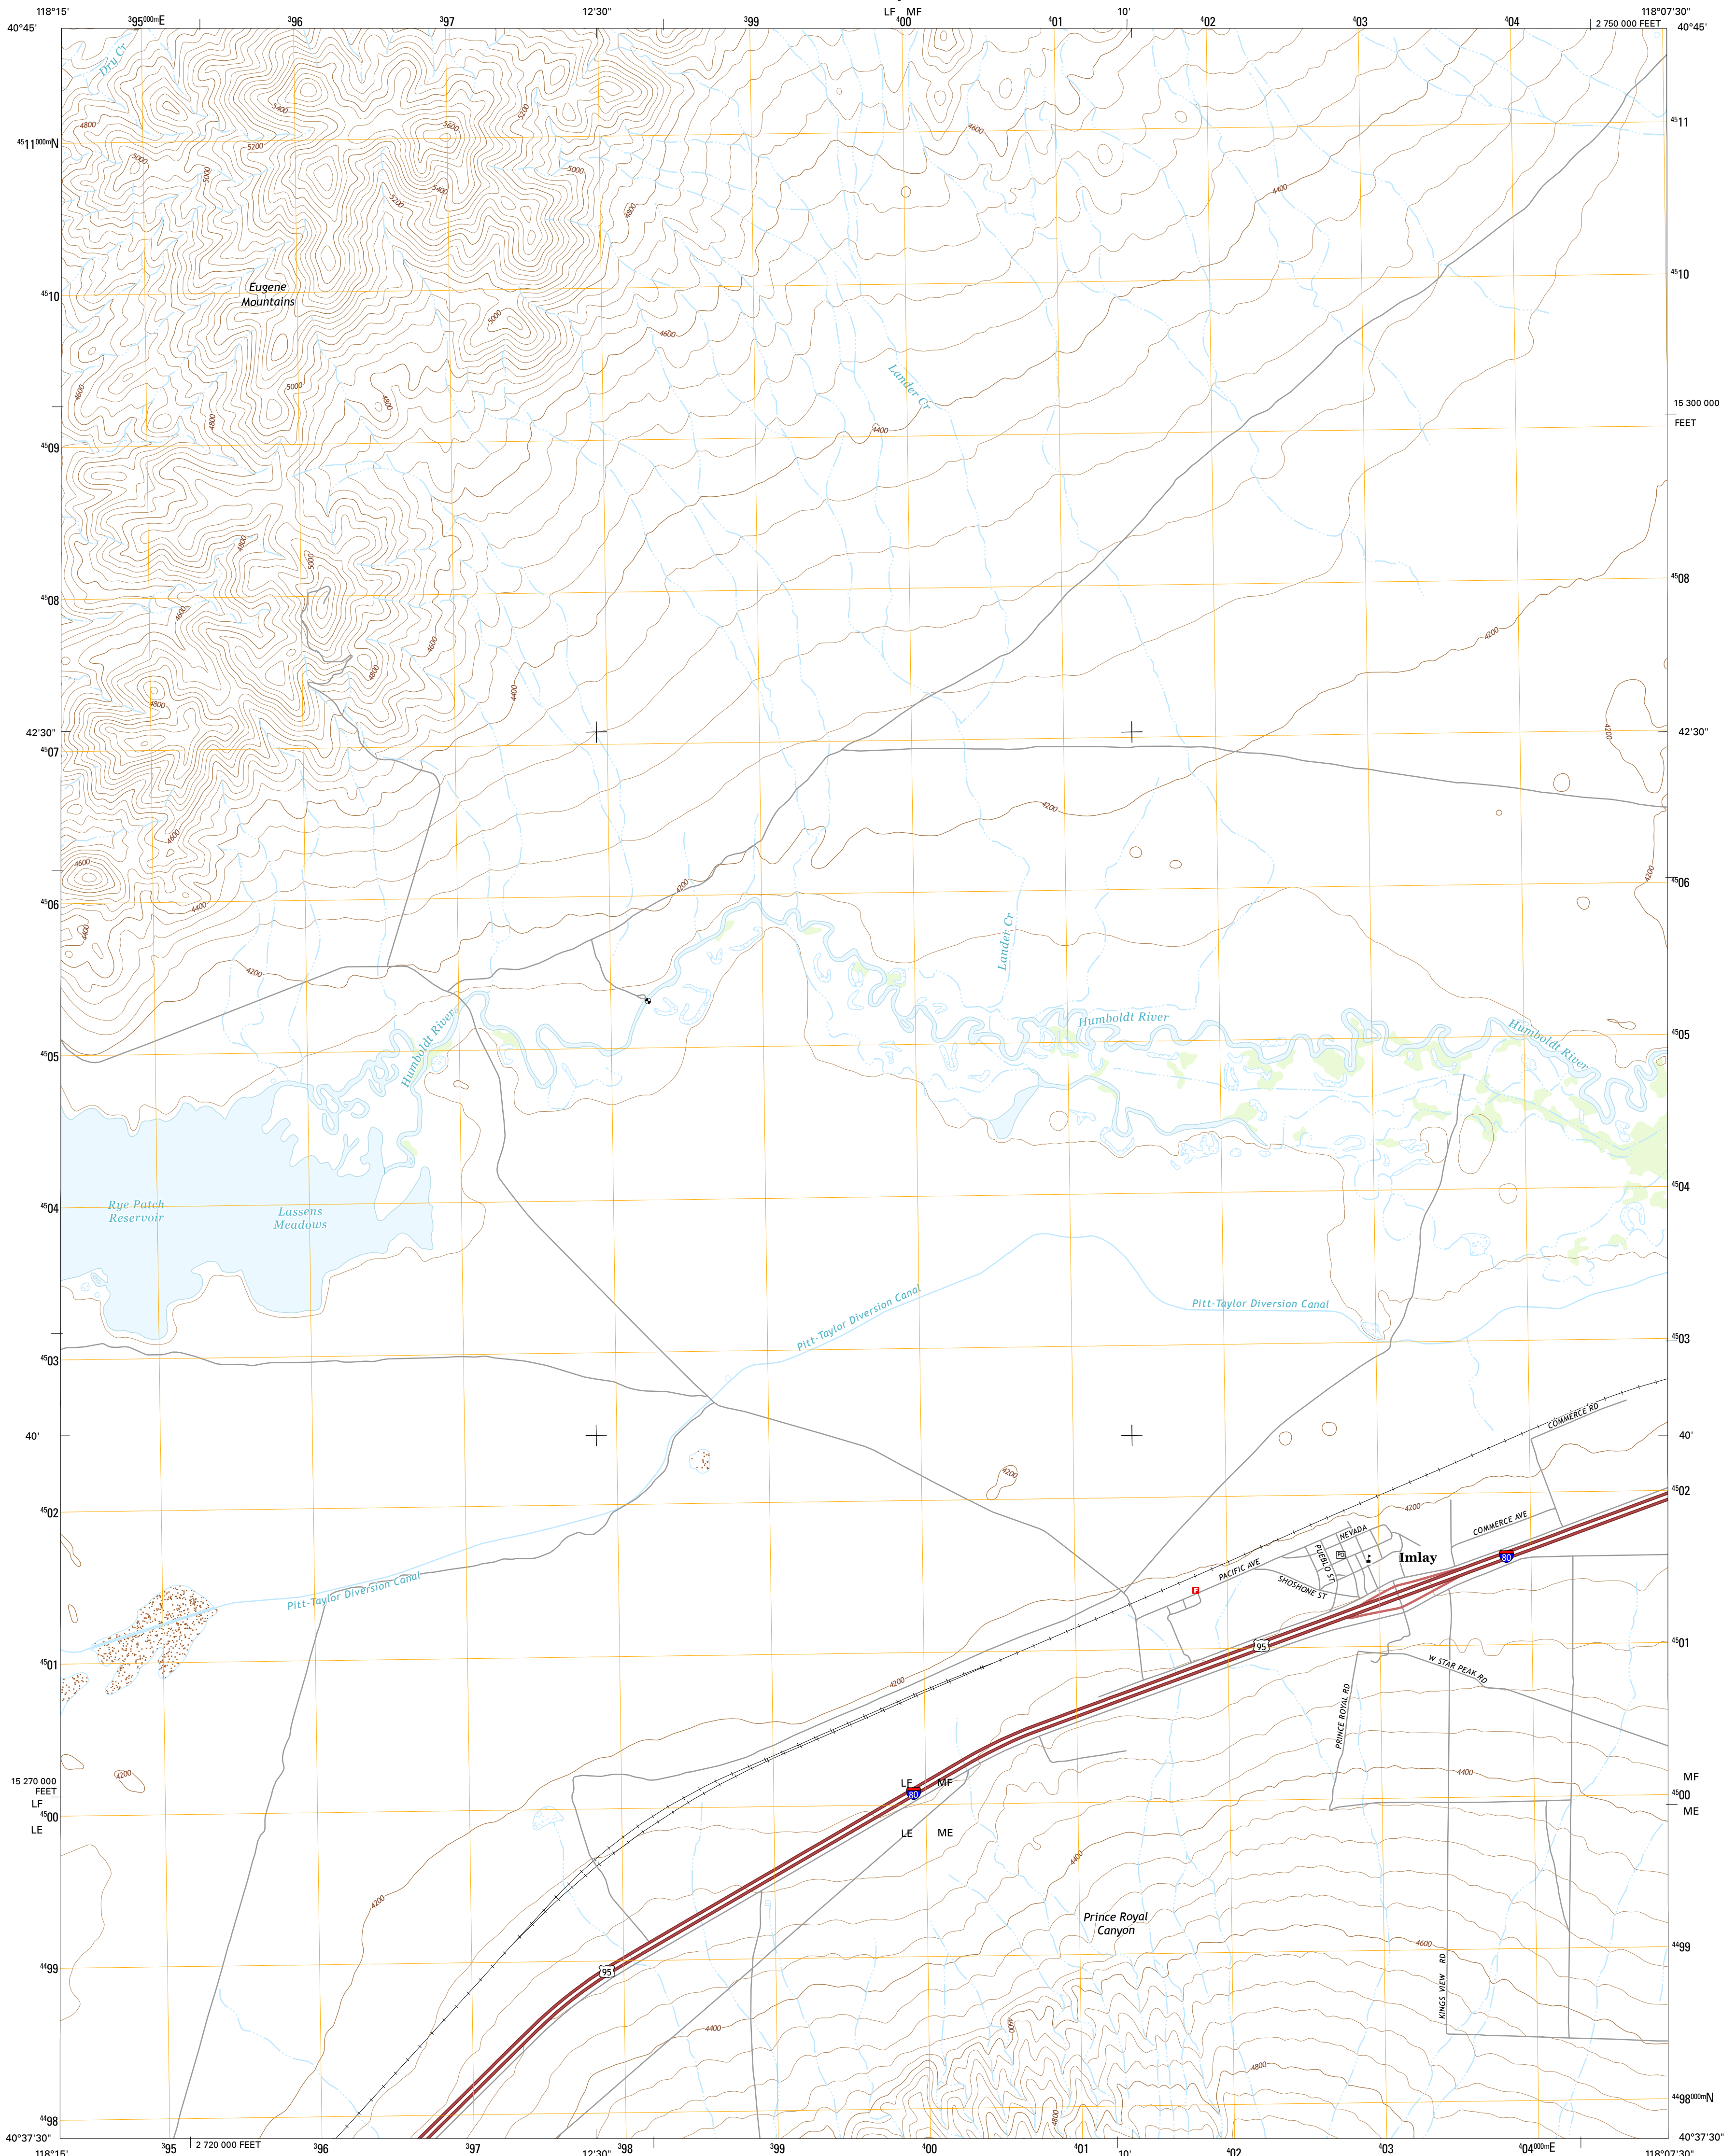 118°15'
³95⁰⁰⁰ᵐE
³96
³97
12'30"
³99
LF MF
⁴00
⁴01
10'
⁴02
⁴03
⁴04
2 750 000 FEET
118°07'30"
40°45'
40°45'
Dry Cr
5400
5600
5200
4800
4600
⁴⁵11
⁴⁵11⁰⁰⁰ᵐN
5200
5000
5000
5000
5400
5200
4400
4800
⁴⁵10
⁴⁵10
Eugene
Mountains
5000
4600
Lander Cr
5000
4600
4800
4800
15 300 000
FEET
4400
⁴⁵09
4800
5000
⁴⁵08
⁴⁵08
4600
4200
4600
4800
4400
4800
42'30"
42'30"
4200
⁴⁵07
4200
4600
4600
4200
4200
⁴⁵06
⁴⁵06
4400
4400
Lander Cr
4200
Humboldt River
Humboldt River
Humboldt River
⁴⁵05
⁴⁵05
⁴⁵04
⁴⁵04
Rye Patch
Reservoir
Lassens
Meadows
Pitt-Taylor Diversion Canal
Pitt-Taylor Diversion Canal
⁴⁵03
⁴⁵03
COMMERCE RD
40'
40'
4200
⁴⁵02
⁴⁵02
4200
COMMERCE AVE
NEVADA
PO
PUEBLO ST
Imlay
80
PACIFIC AVE
SHOSHONE ST
F
Pitt-Taylor Diversion Canal
95
⁴⁵01
⁴⁵01
W STAR PEAK RD
4200
PRINCE ROYAL RD
4400
4200
15 270 000
FEET
LF
LE
LF MF
80
MF
ME
⁴⁵00
⁴⁵00
LE ME
4400
4200
Prince Royal
Canyon
4600
⁴⁴99
⁴⁴99
95
KINGS VIEW RD
4400
4600
4800
4800
⁴⁴98
⁴⁴98⁰⁰⁰ᵐN
40°37'30"
40°37'30"
118°15'
³95
2 720 000 FEET
³96
³97
12'30"
³98
³99
⁴00
⁴01
10'
⁴02
⁴03
⁴04⁰⁰⁰ᵐE
118°07'30"